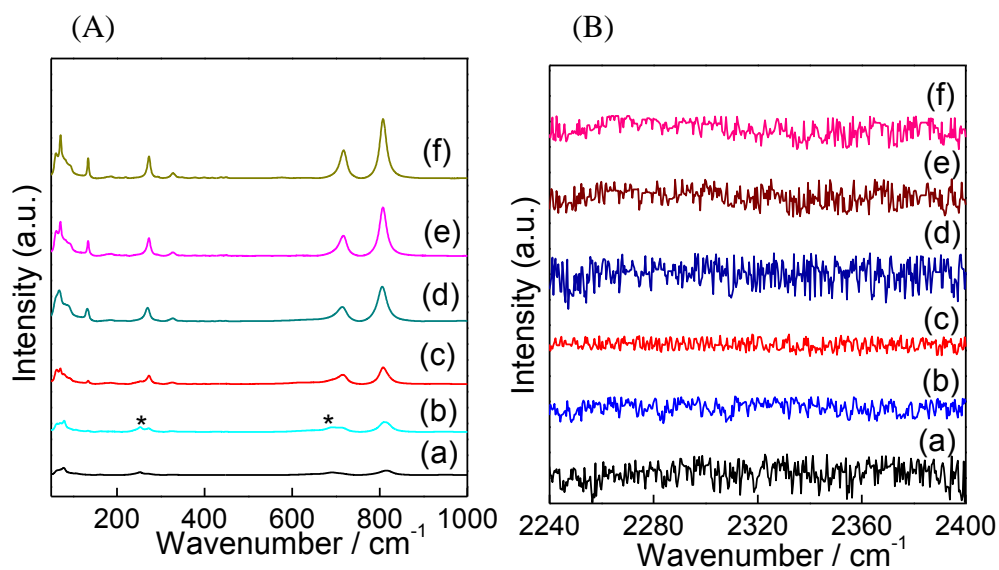 (A)
(B)
Intensity (a.u.)
(f)
(e)
(d)
(c)
(b)
(a)
*
*
200 400 600 800 1000
Wavenumber / cm-1
Intensity (a.u.)
(f)
(e)
(d)
(c)
(b)
(a)
2240 2280 2320 2360 2400
Wavenumber / cm-1